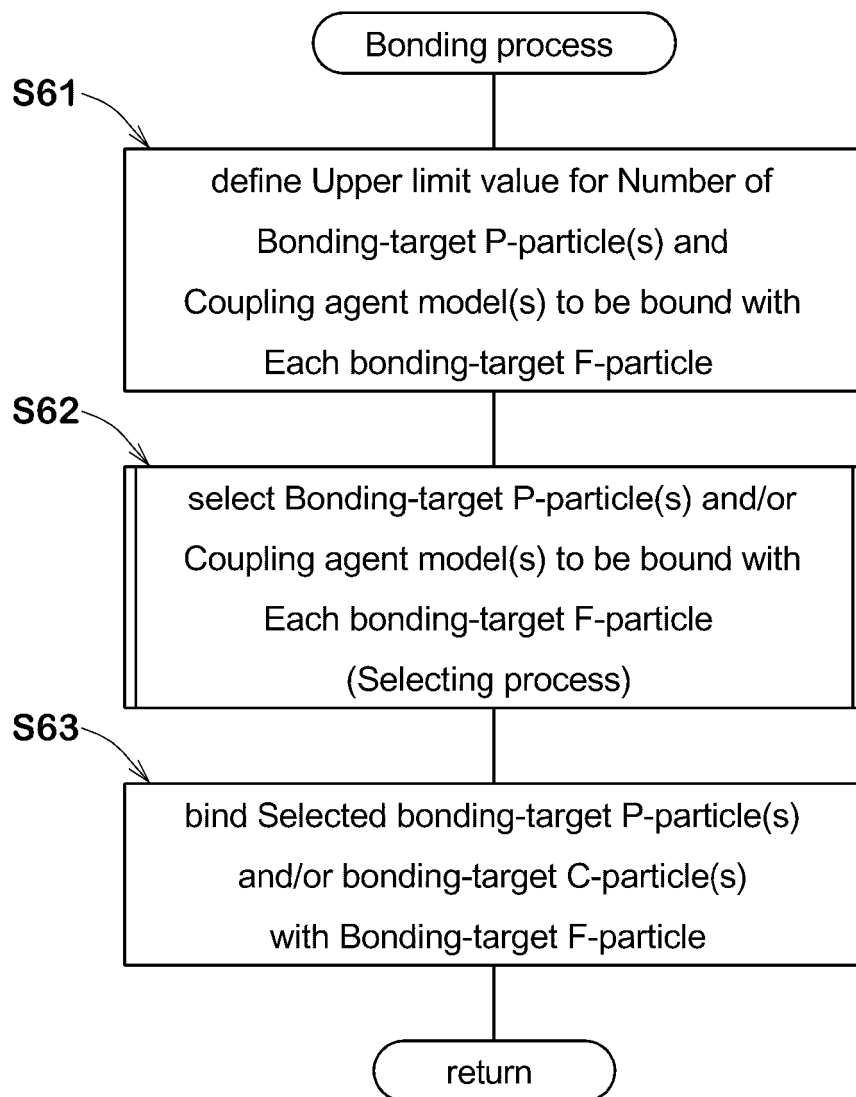 Bonding process
S61
define Upper limit value for Number of
Bonding-target P-particle(s) and
Coupling agent model(s) to be bound with
Each bonding-target F-particle
S62
select Bonding-target P-particle(s) and/or
Coupling agent model(s) to be bound with
Each bonding-target F-particle
(Selecting process)
S63
bind Selected bonding-target P-particle(s)
and/or bonding-target C-particle(s)
with Bonding-target F-particle
return